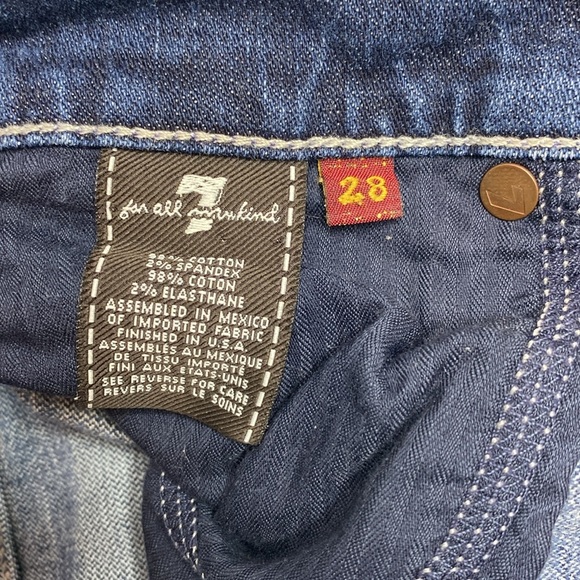 7
for all mankind
28
98% COTTON
2% SPANDEX
98% COTON
2% ELASTHANE
ASSEMBLED IN MEXICO
OF IMPORTED FABRIC
FINISHED IN U.S.A
ASSEMBLÉS AU MEXIQUE
DE TISSU IMPORTÉ
FINI AUX ETATS-UNIS
SEE REVERSE FOR CARE
REVERS SUR LE SOINS